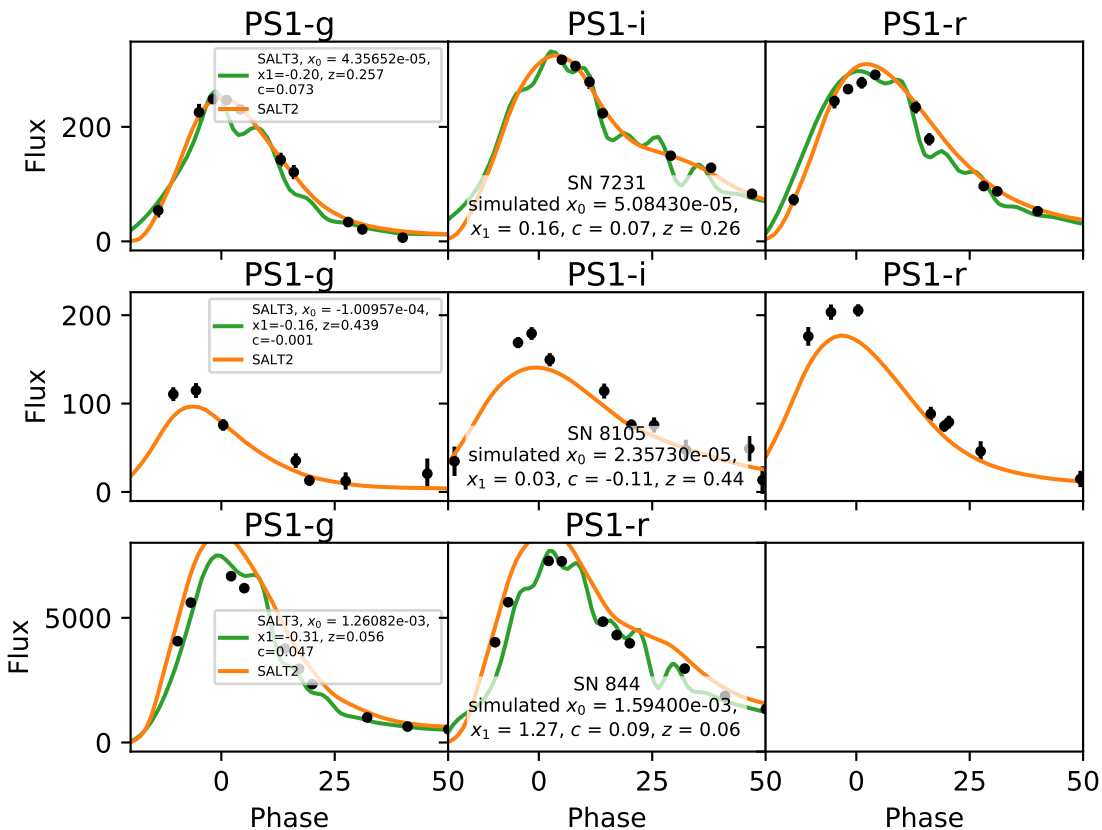 PS1-g PS1-i PS1-r
Flux
200
0
SALT3, x₀ = 4.35652e-05,
x1=-0.20, z=0.257
c=0.073
SALT2
SN 7231
simulated x₀ = 5.08430e-05,
x₁ = 0.16, c = 0.07, z = 0.26
PS1-g PS1-i PS1-r
Flux
200
100
0
SALT3, x₀ = -1.00957e-04,
x1=-0.16, z=0.439
c=-0.001
SALT2
SN 8105
simulated x₀ = 2.35730e-05,
x₁ = 0.03, c = -0.11, z = 0.44
PS1-g PS1-r
Flux
5000
0
SALT3, x₀ = 1.26082e-03,
x1=-0.31, z=0.056
c=0.047
SALT2
SN 844
simulated x₀ = 1.59400e-03,
x₁ = 1.27, c = 0.09, z = 0.06
0 25 50 0 25 50 0 25 50
Phase Phase Phase